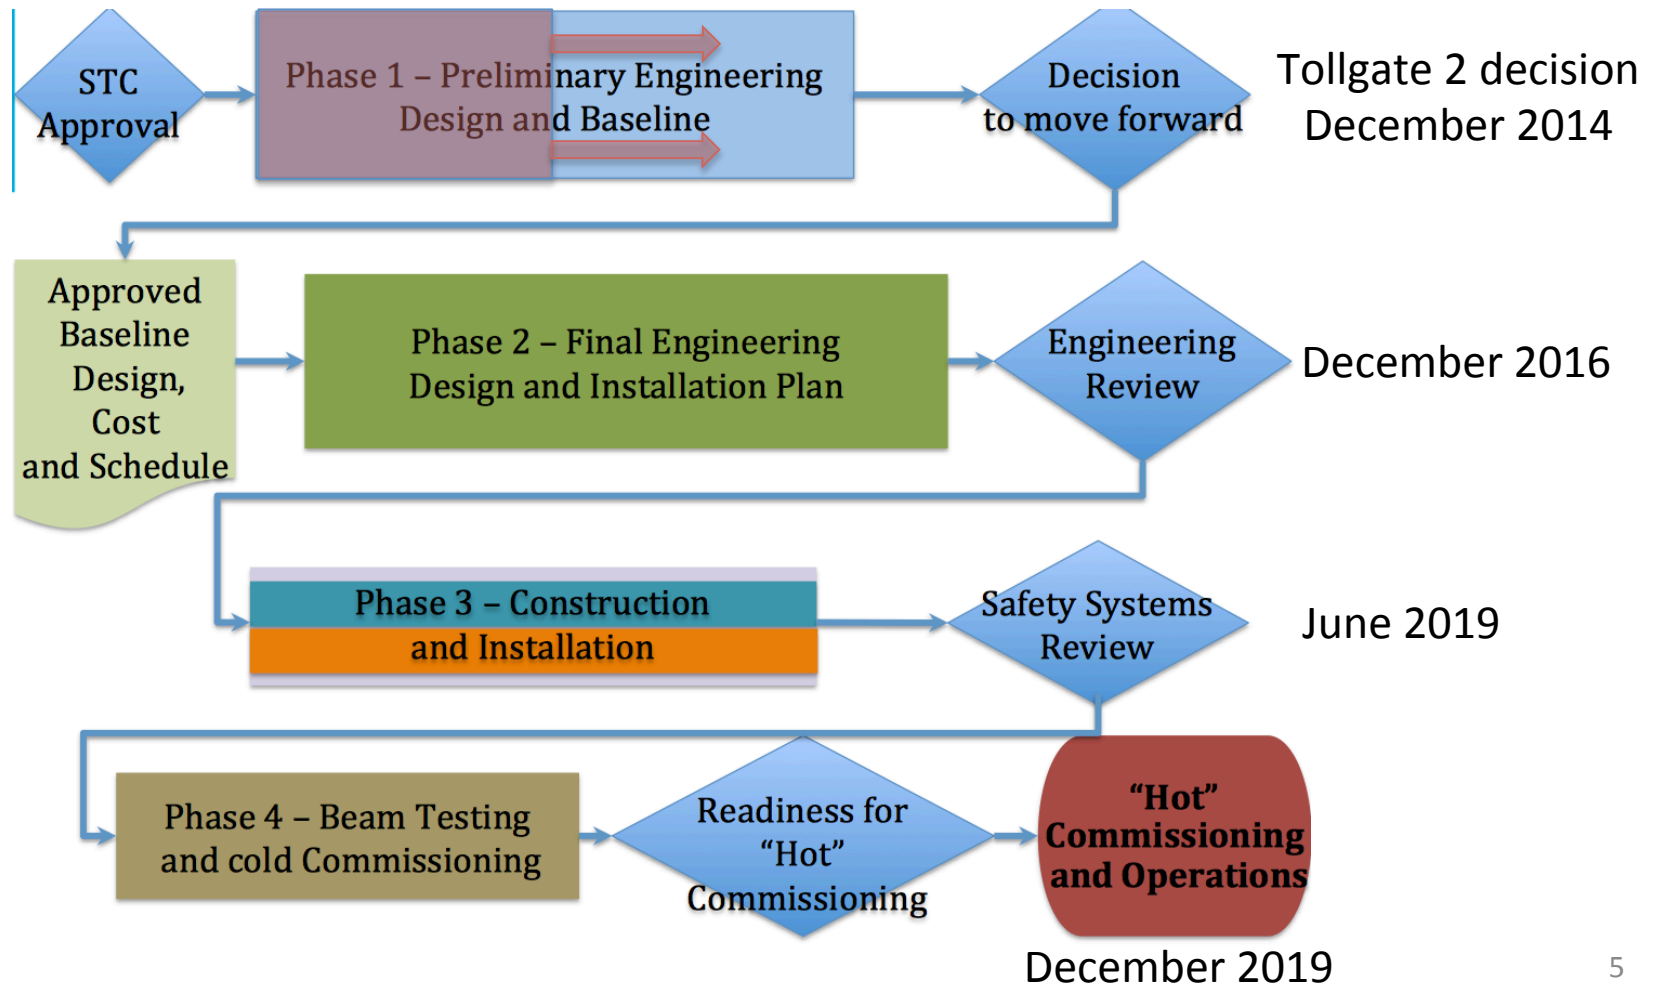 STC
Approval
Phase 1 – Preliminary Engineering
Design and Baseline
Decision
to move forward
Tollgate 2 decision
December 2014
Approved
Baseline
Design,
Cost
and Schedule
Phase 2 – Final Engineering
Design and Installation Plan
Engineering
Review
December 2016
Phase 3 – Construction
and Installation
Safety Systems
Review
June 2019
Phase 4 – Beam Testing
and cold Commissioning
Readiness for
“Hot”
Commissioning
“Hot”
Commissioning
and Operations
December 2019
5